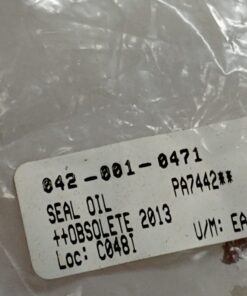 042-001-0471
SEAL OIL PA7442**
++OBSOLETE 2013
Loc: C048I U/M: EA